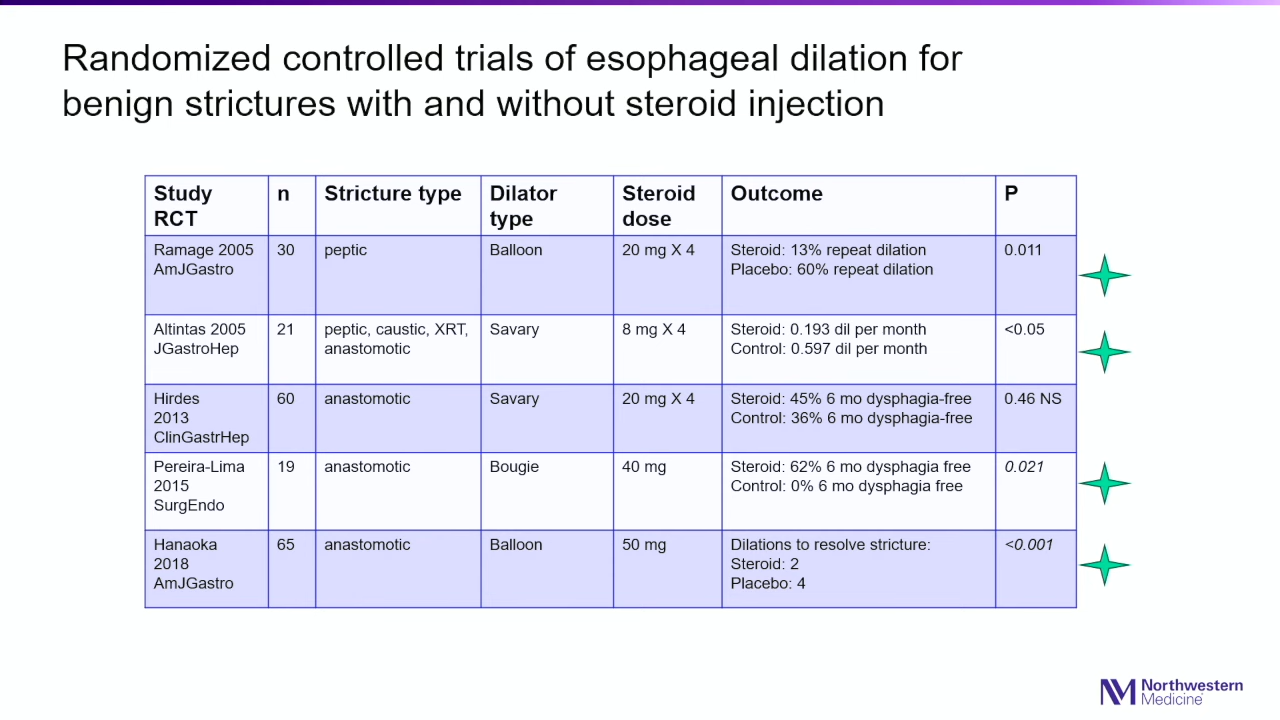 Randomized controlled trials of esophageal dilation for
benign strictures with and without steroid injection
Study RCT n Stricture type Dilator type Steroid dose Outcome P
Ramage 2005 AmJGastro 30 peptic Balloon 20 mg X 4 Steroid: 13% repeat dilation Placebo: 60% repeat dilation 0.011
Altintas 2005 JGastroHep 21 peptic, caustic, XRT, anastomotic Savary 8 mg X 4 Steroid: 0.193 dil per month Control: 0.597 dil per month <0.05
Hirdes 2013 ClinGastrHep 60 anastomotic Savary 20 mg X 4 Steroid: 45% 6 mo dysphagia-free Control: 36% 6 mo dysphagia-free 0.46 NS
Pereira-Lima 2015 SurgEndo 19 anastomotic Bougie 40 mg Steroid: 62% 6 mo dysphagia free Control: 0% 6 mo dysphagia free 0.021
Hanaoka 2018 AmJGastro 65 anastomotic Balloon 50 mg Dilations to resolve stricture: Steroid: 2 Placebo: 4 <0.001
Northwestern
Medicine